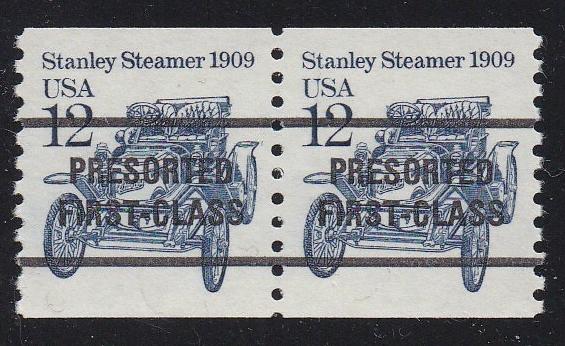 Stanley Steamer 1909
USA
12
PRESORTED
FIRST-CLASS
Stanley Steamer 1909
USA
12
PRESORTED
FIRST-CLASS